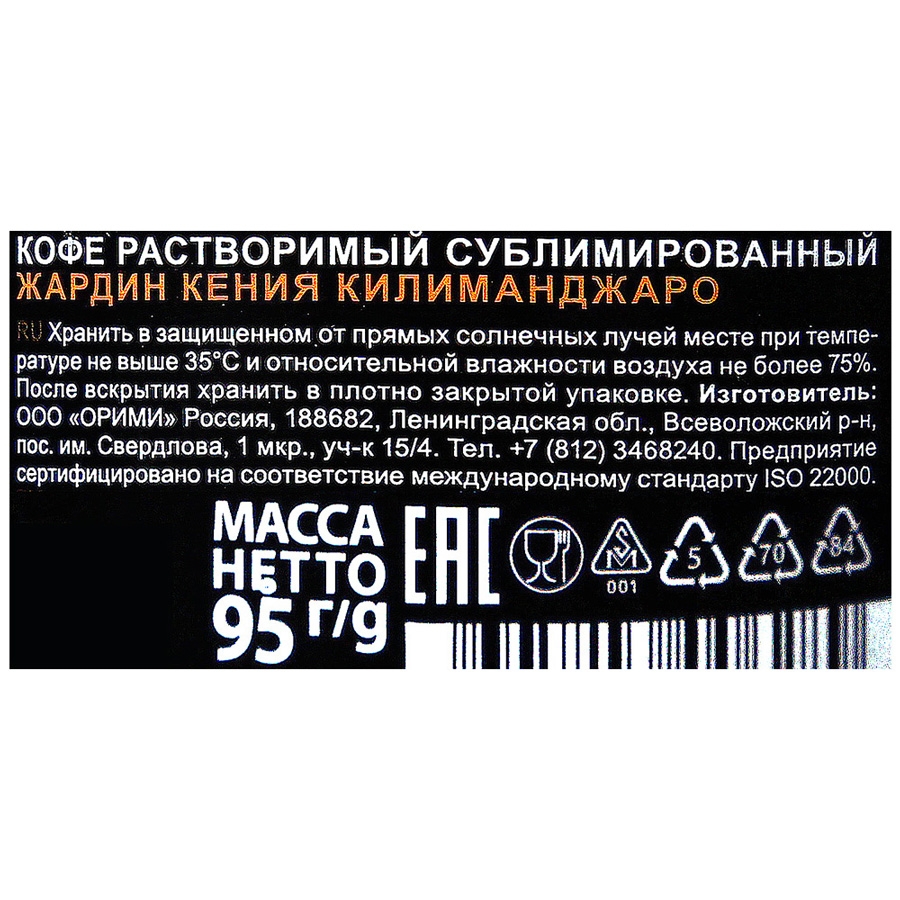 КОФЕ РАСТВОРИМЫЙ СУБЛИМИРОВАННЫЙ
ЖАРДИН КЕНИЯ КИЛИМАНДЖАРО
RU Хранить в защищенном от прямых солнечных лучей месте при темпе-
ратуре не выше 35°С и относительной влажности воздуха не более 75%.
После вскрытия хранить в плотно закрытой упаковке. Изготовитель:
ООО «ОРИМИ» Россия, 188682, Ленинградская обл., Всеволожский р-н,
пос. им. Свердлова, 1 мкр., уч-к 15/4. Тел. +7 (812) 3468240. Предприятие
сертифицировано на соответствие международному стандарту ISO 22000.
МАССА
НЕТТО
95 г/g
EAC
SM
001
5
70
84